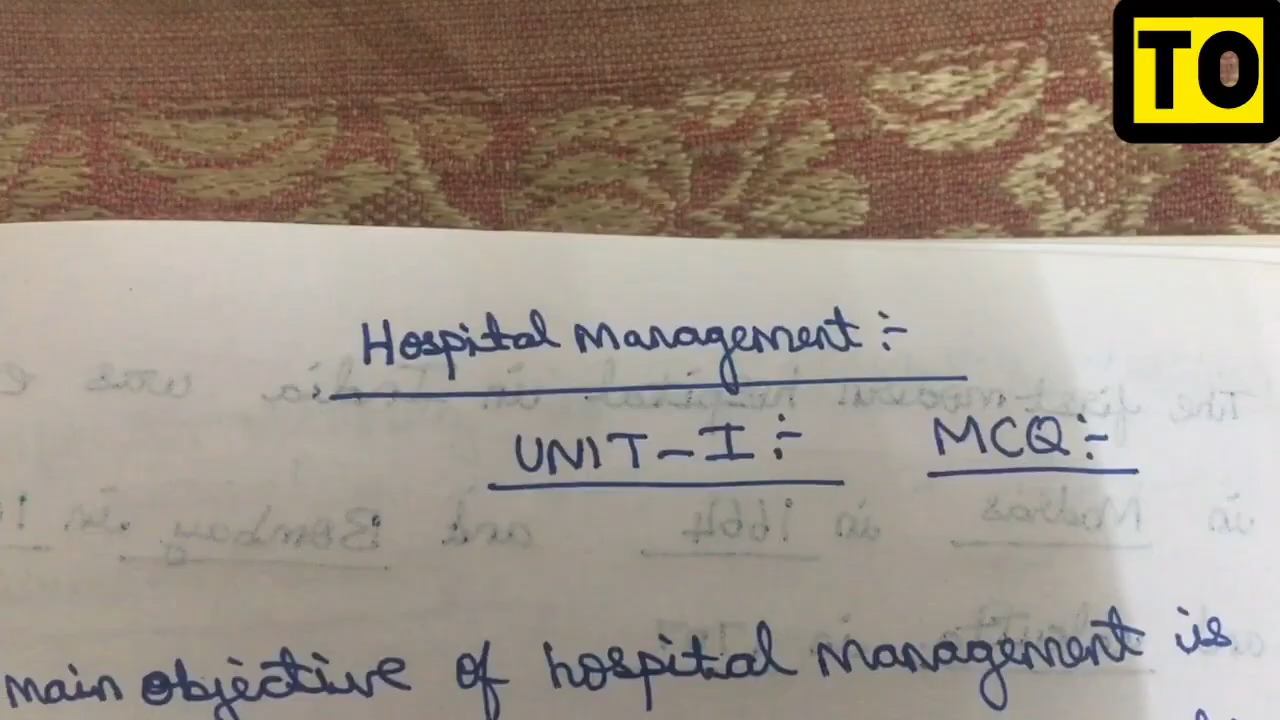 TO
Hospital Management :-
UNIT-I :- MCQ :-
main objective of hospital management is